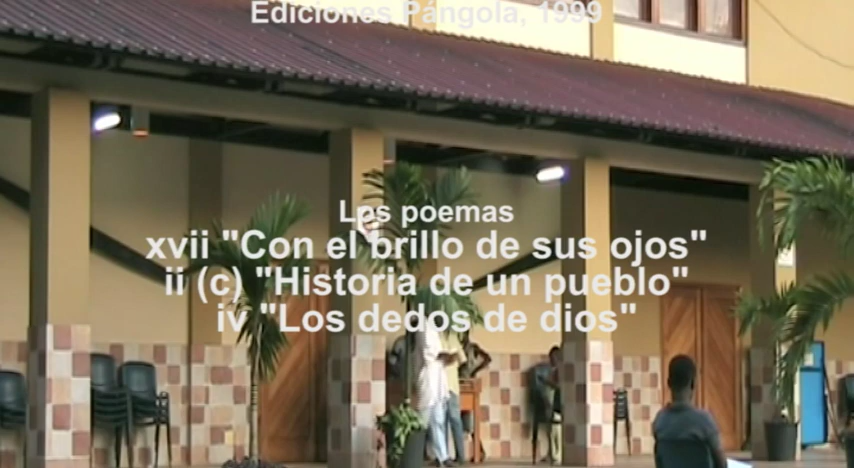 Ediciones Pángola, 1999
Los poemas
xvii "Con el brillo de sus ojos"
ii (c) "Historia de un pueblo"
iv "Los dedos de dios"